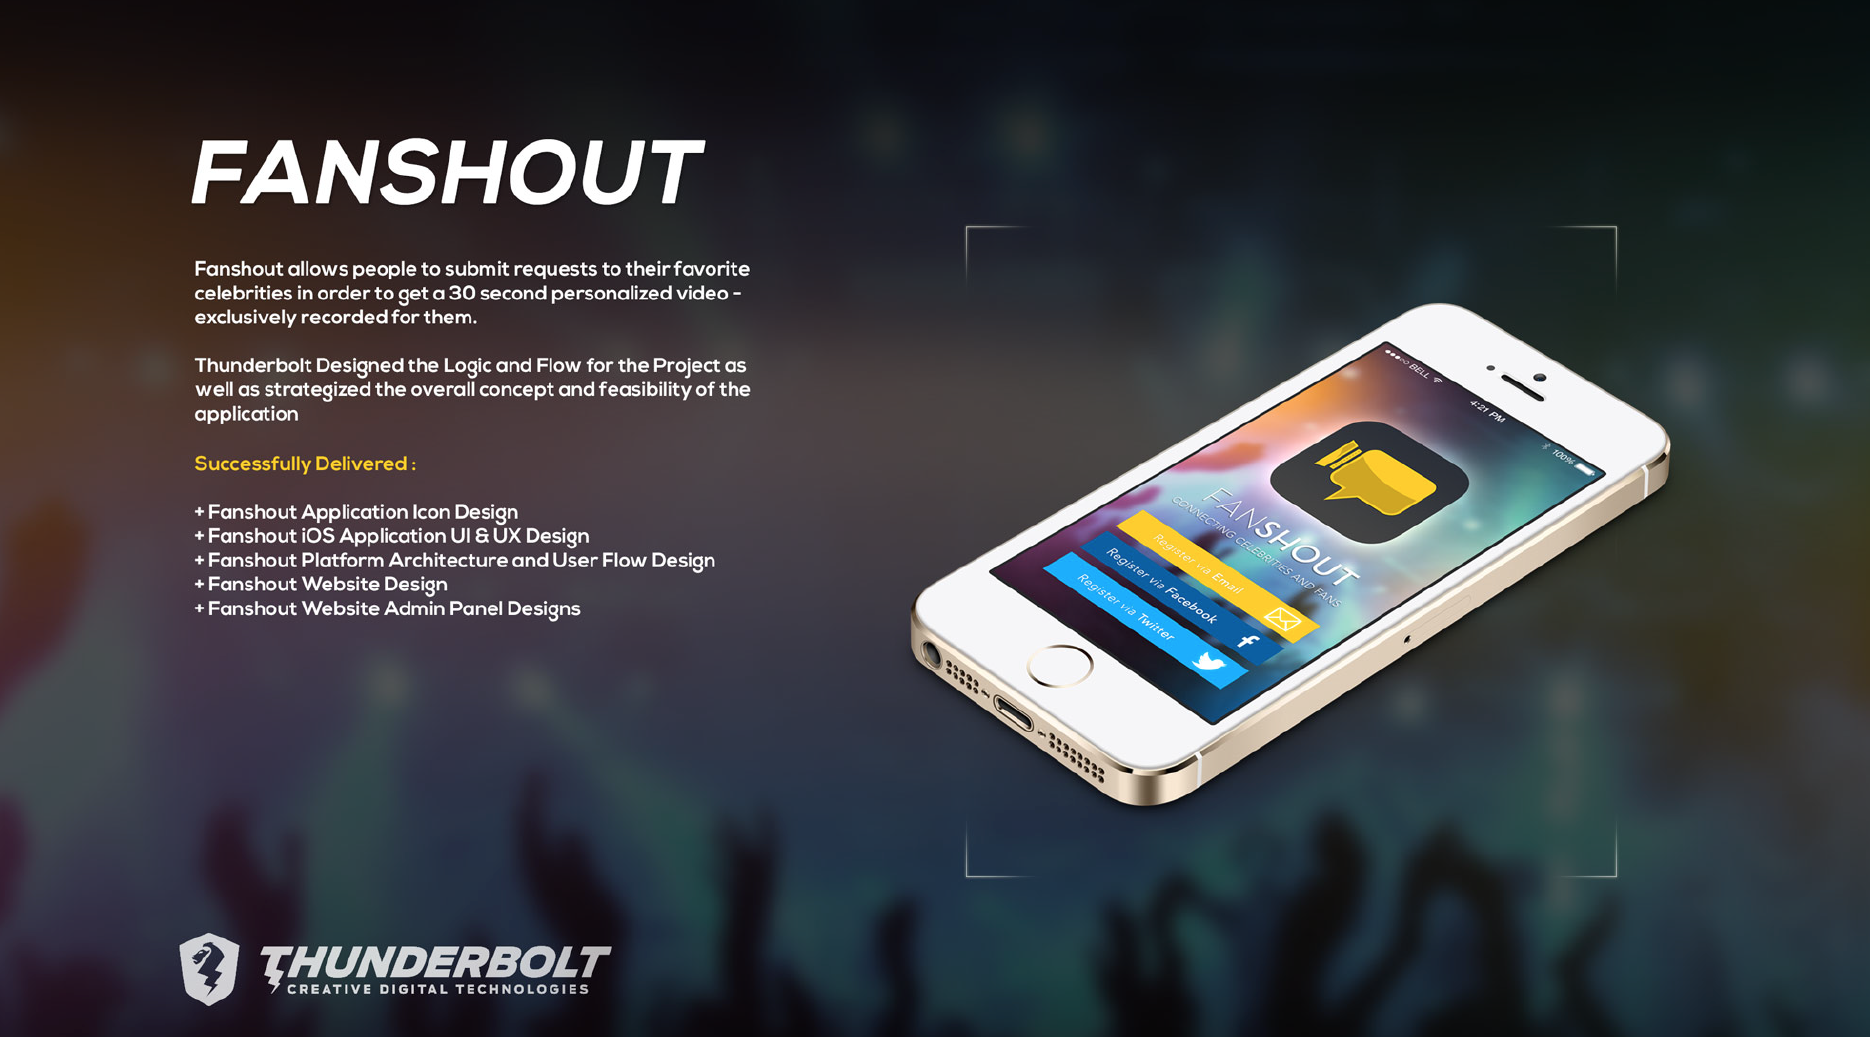 FANSHOUT
Fanshout allows people to submit requests to their favorite
celebrities in order to get a 30 second personalized video -
exclusively recorded for them.
Thunderbolt Designed the Logic and Flow for the Project as
well as strategized the overall concept and feasibility of the
application
Successfully Delivered :
+ Fanshout Application Icon Design
+ Fanshout iOS Application UI & UX Design
+ Fanshout Platform Architecture and User Flow Design
+ Fanshout Website Design
+ Fanshout Website Admin Panel Designs
BELL
4:21 PM
100%
FANSHOUT
CONNECTING CELEBRITIES AND FANS
Register via Email
Register via Facebook
Register via Twitter
THUNDERBOLT
CREATIVE DIGITAL TECHNOLOGIES